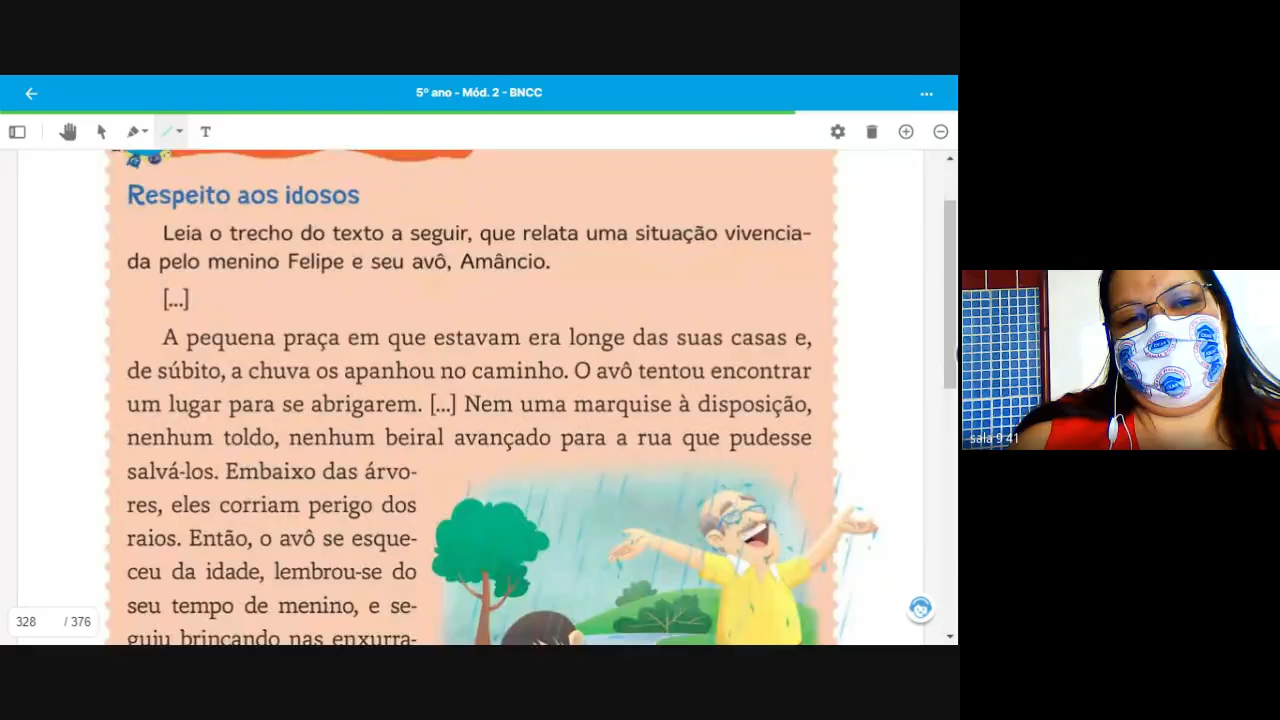 5º ano - Mód. 2 - BNCC
T
Respeito aos idosos
Leia o trecho do texto a seguir, que relata uma situação vivencia-
da pelo menino Felipe e seu avô, Amâncio.
[...]
A pequena praça em que estavam era longe das suas casas e,
de súbito, a chuva os apanhou no caminho. O avô tentou encontrar
um lugar para se abrigarem. [...] Nem uma marquise à disposição,
nenhum toldo, nenhum beiral avançado para a rua que pudesse
salvá-los. Embaixo das árvo-
res, eles corriam perigo dos
raios. Então, o avô se esque-
ceu da idade, lembrou-se do
seu tempo de menino, e se-
guiu brincando nas enxurra-
328 / 376
sala 9 41